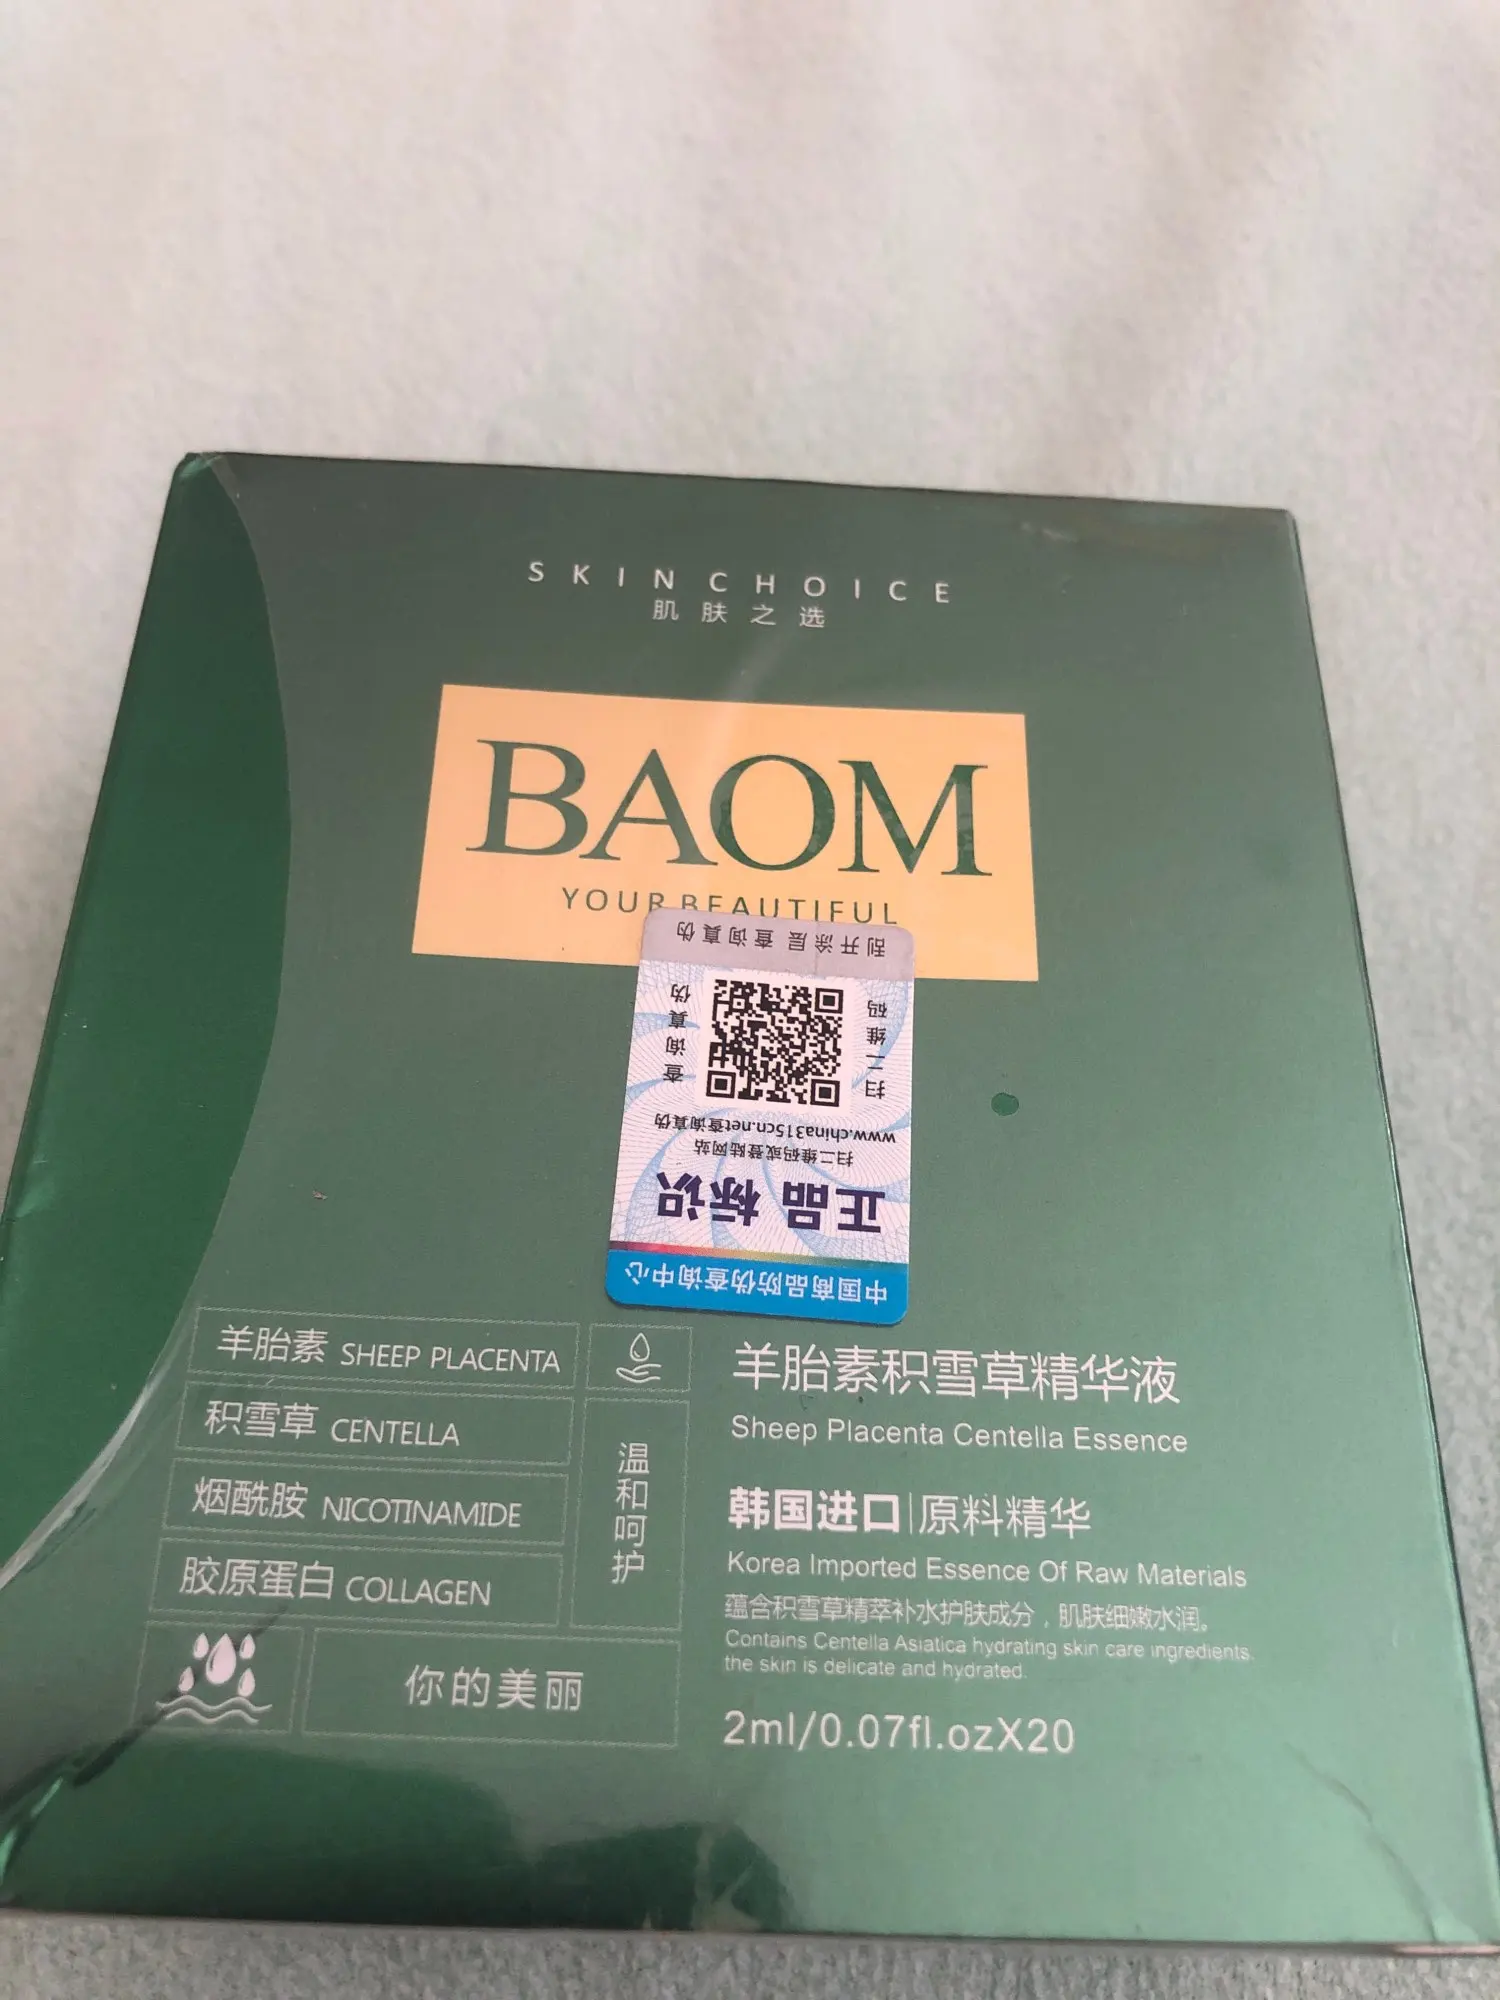 SKINCHOICE
肌肤之选
BAOM
YOUR BEAUTIFUL
刮开涂层 查询真伪
扫二维码
查询真伪
www.china315cn.net查询真伪
扫二维码或登陆网站
正品 标识
中国商品防伪查询中心
羊胎素 SHEEP PLACENTA
积雪草 CENTELLA
烟酰胺 NICOTINAMIDE
胶原蛋白 COLLAGEN
温和呵护
你的美丽
羊胎素积雪草精华液
Sheep Placenta Centella Essence
韩国进口|原料精华
Korea Imported Essence Of Raw Materials
蕴含积雪草精萃补水护肤成分，肌肤细嫩水润。
Contains Centella Asiatica hydrating skin care ingredients.
the skin is delicate and hydrated.
2ml/0.07fl.ozX20